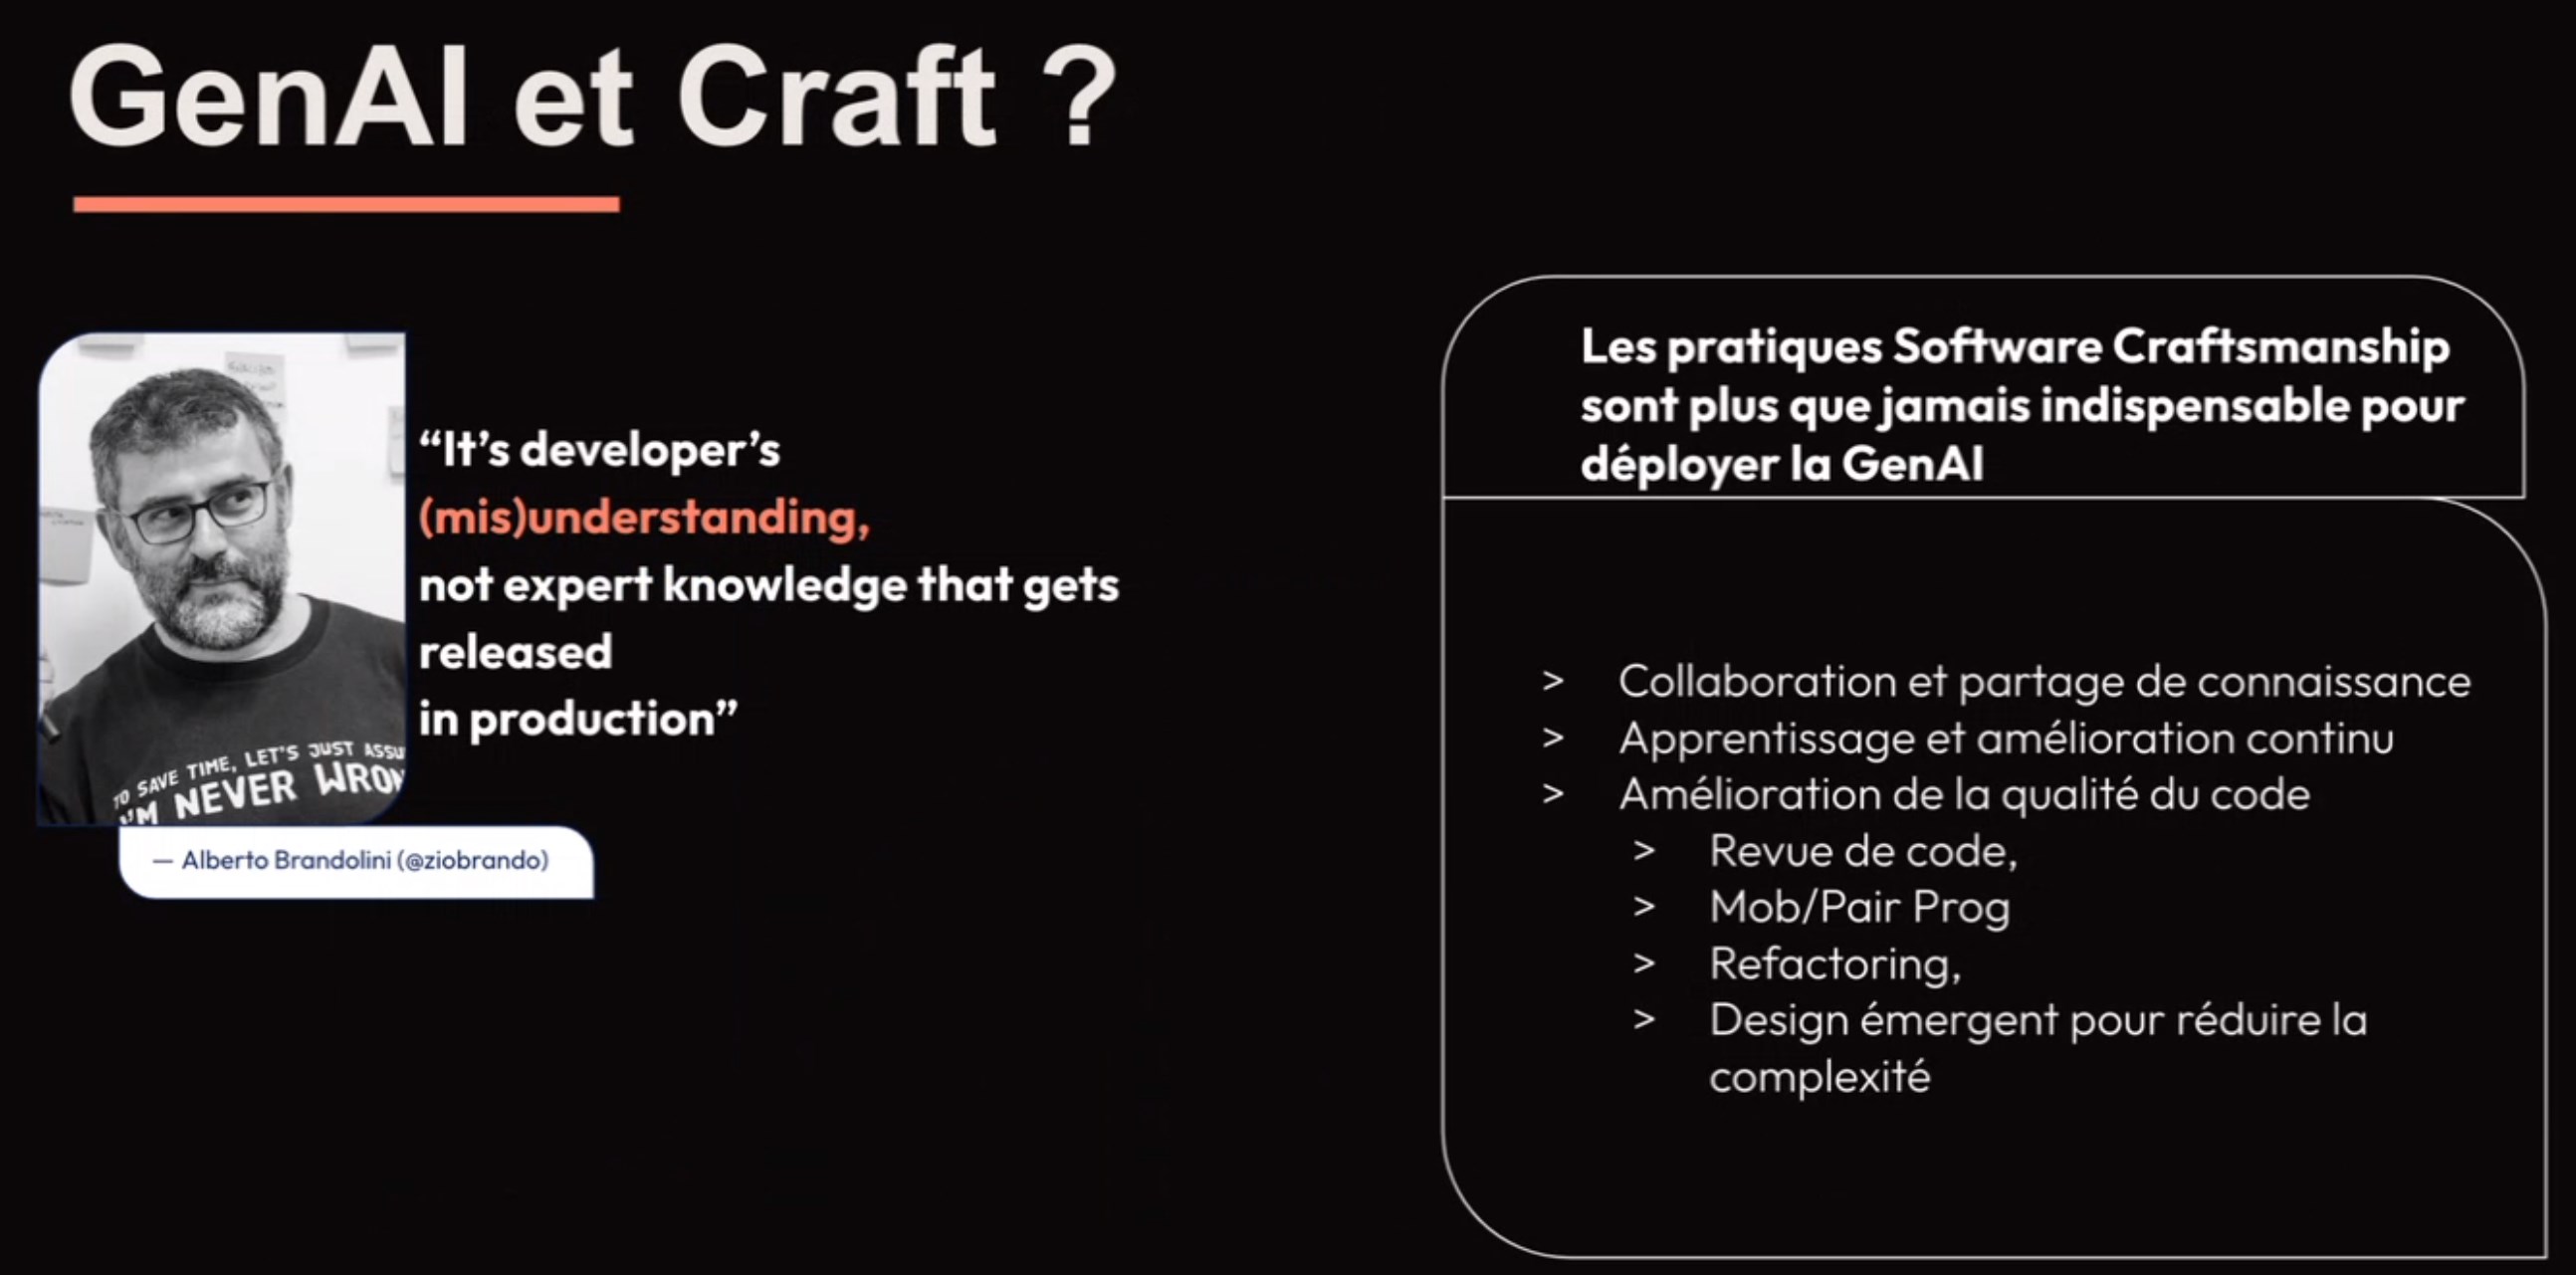 GenAI et Craft ?
“It’s developer’s
(mis)understanding,
not expert knowledge that gets
released
in production”
TO SAVE TIME, LET'S JUST
I'M NEVER
— Alberto Brandolini (@ziobrando)
Les pratiques Software Craftsmanship
sont plus que jamais indispensable pour
déployer la GenAI
> Collaboration et partage de connaissance
> Apprentissage et amélioration continu
> Amélioration de la qualité du code
> Revue de code,
> Mob/Pair Prog
> Refactoring,
> Design émergent pour réduire la
complexité